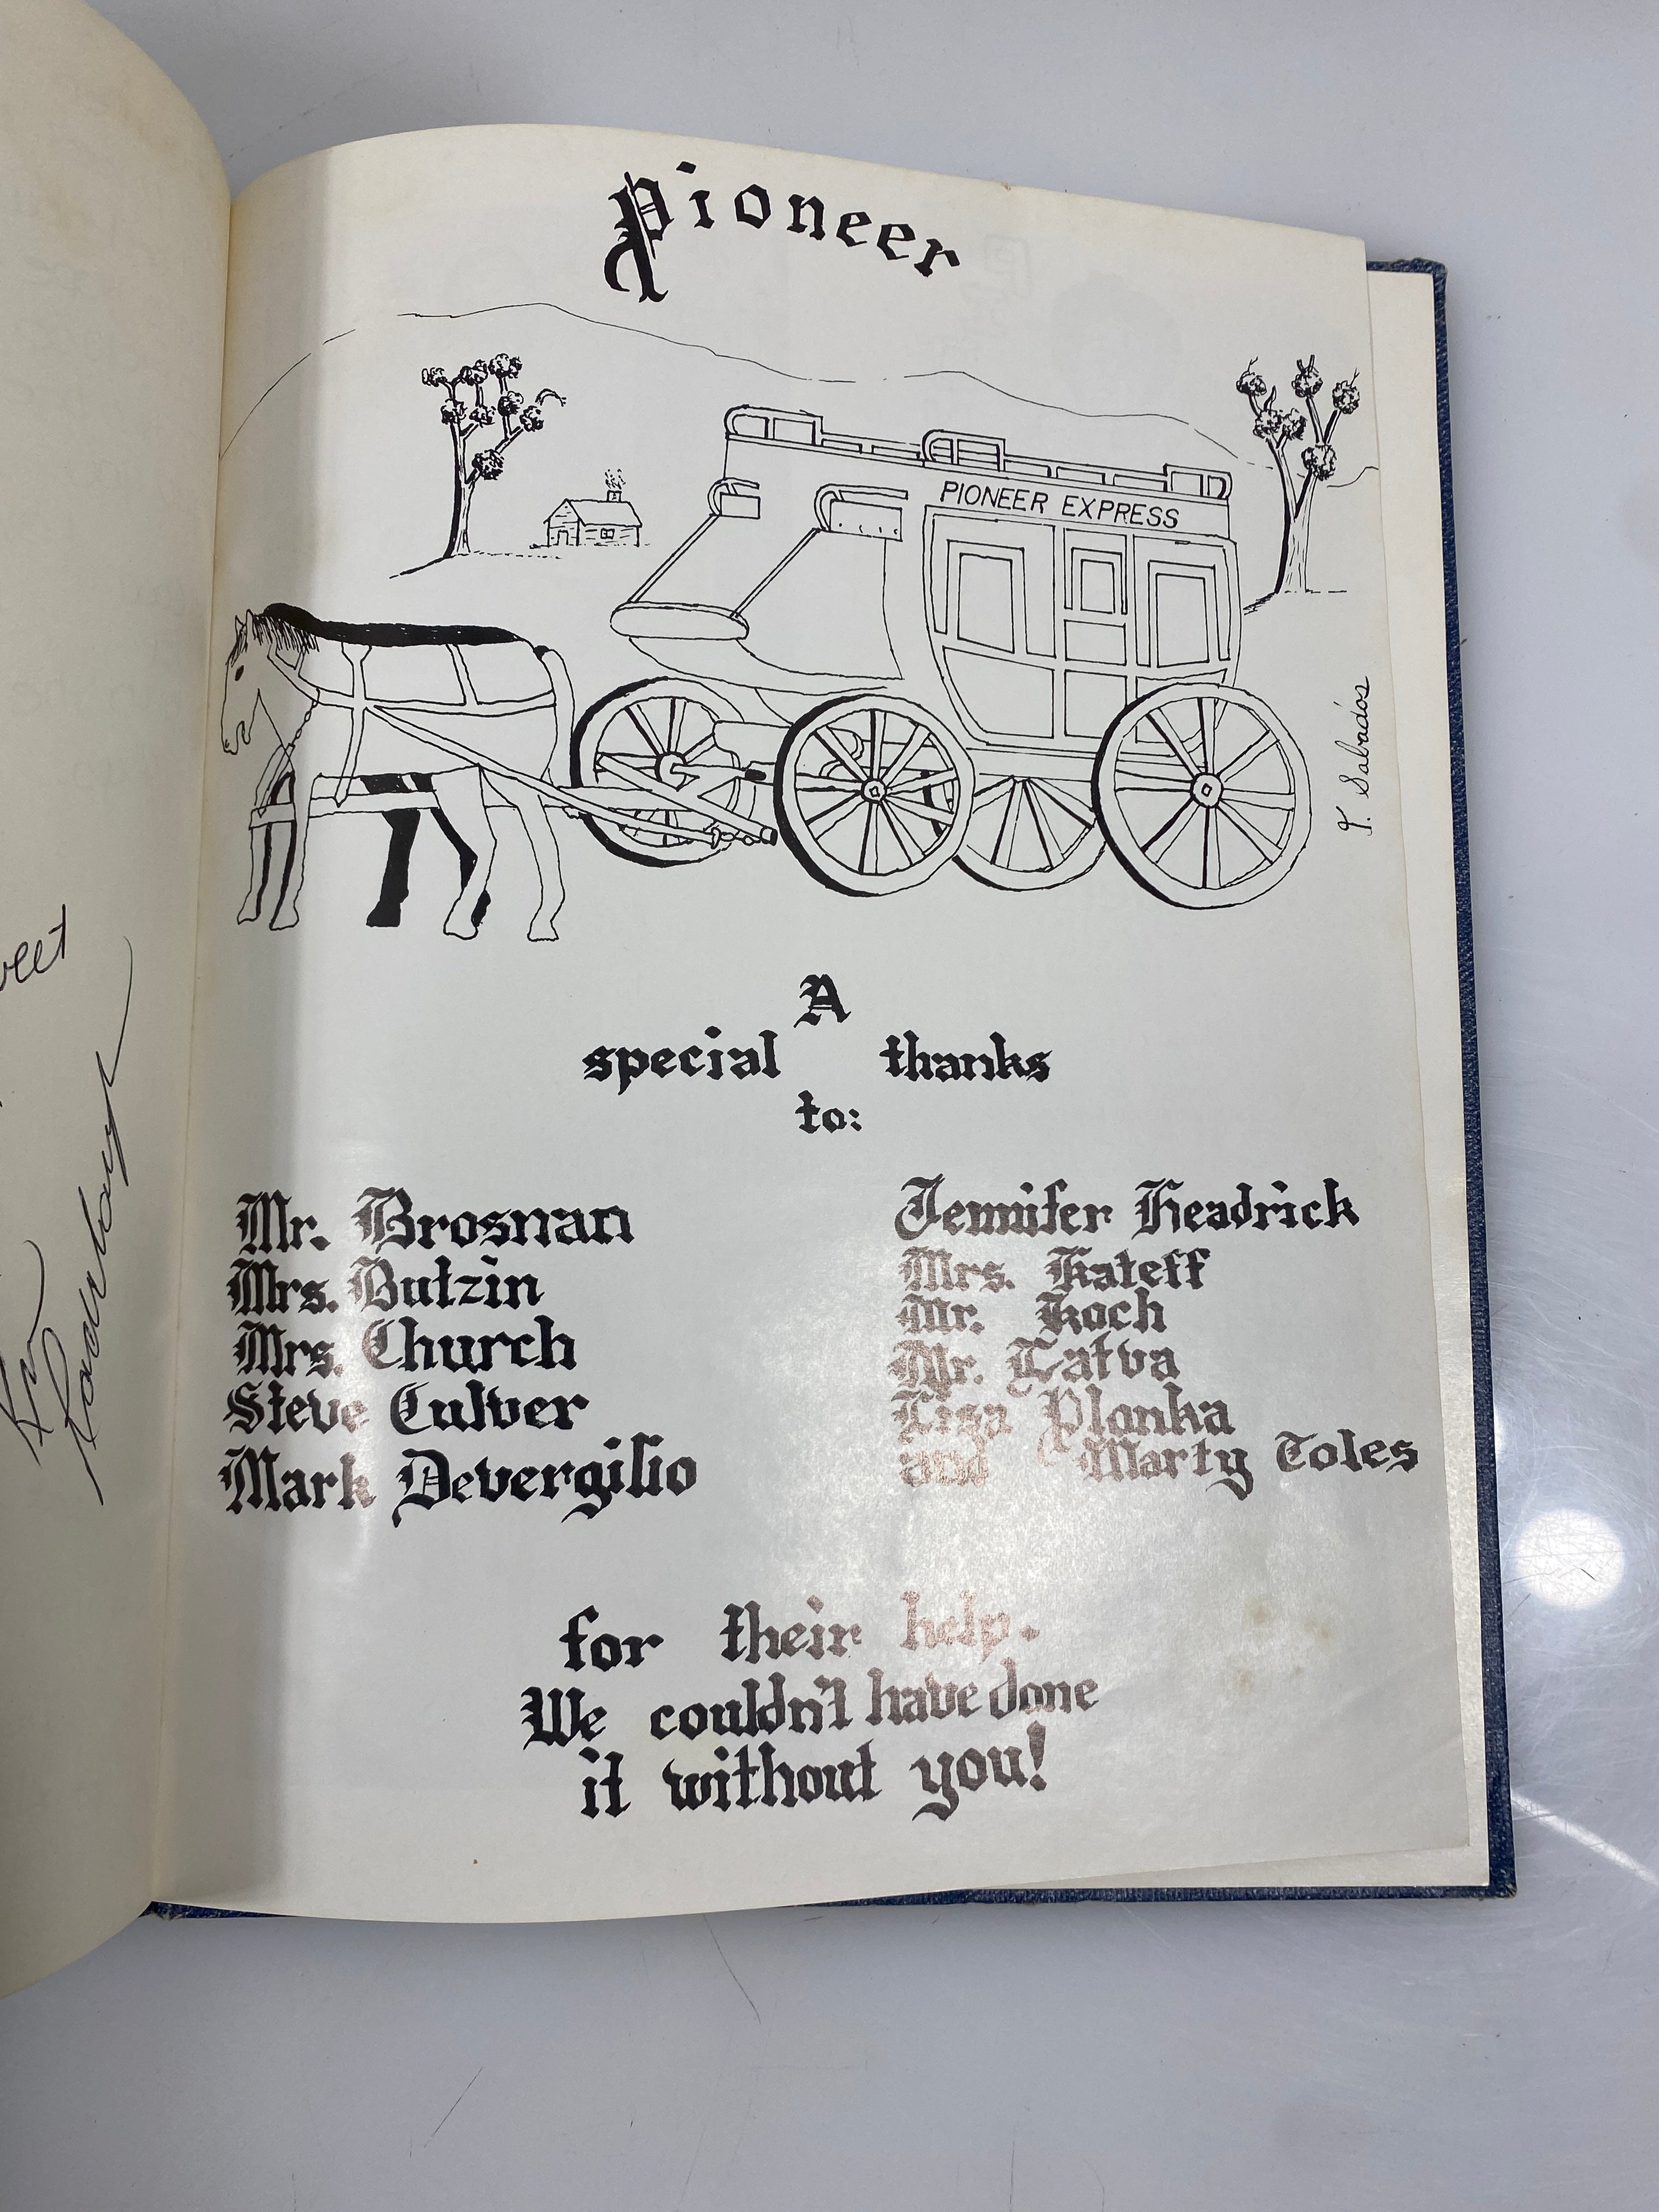 Pioneer
PIONEER EXPRESS
Y. Sabados
A
special thanks
to:
Mr. Brosnan
Mrs. Butzin
Mrs. Church
Steve Culver
Mark Devergilio
Jennifer Headrick
Mrs. Kateff
Mr. Koch
Mr. Latva
Lisa Plonka
and Marty Toles
for their help.
We couldn't have done
it without you!